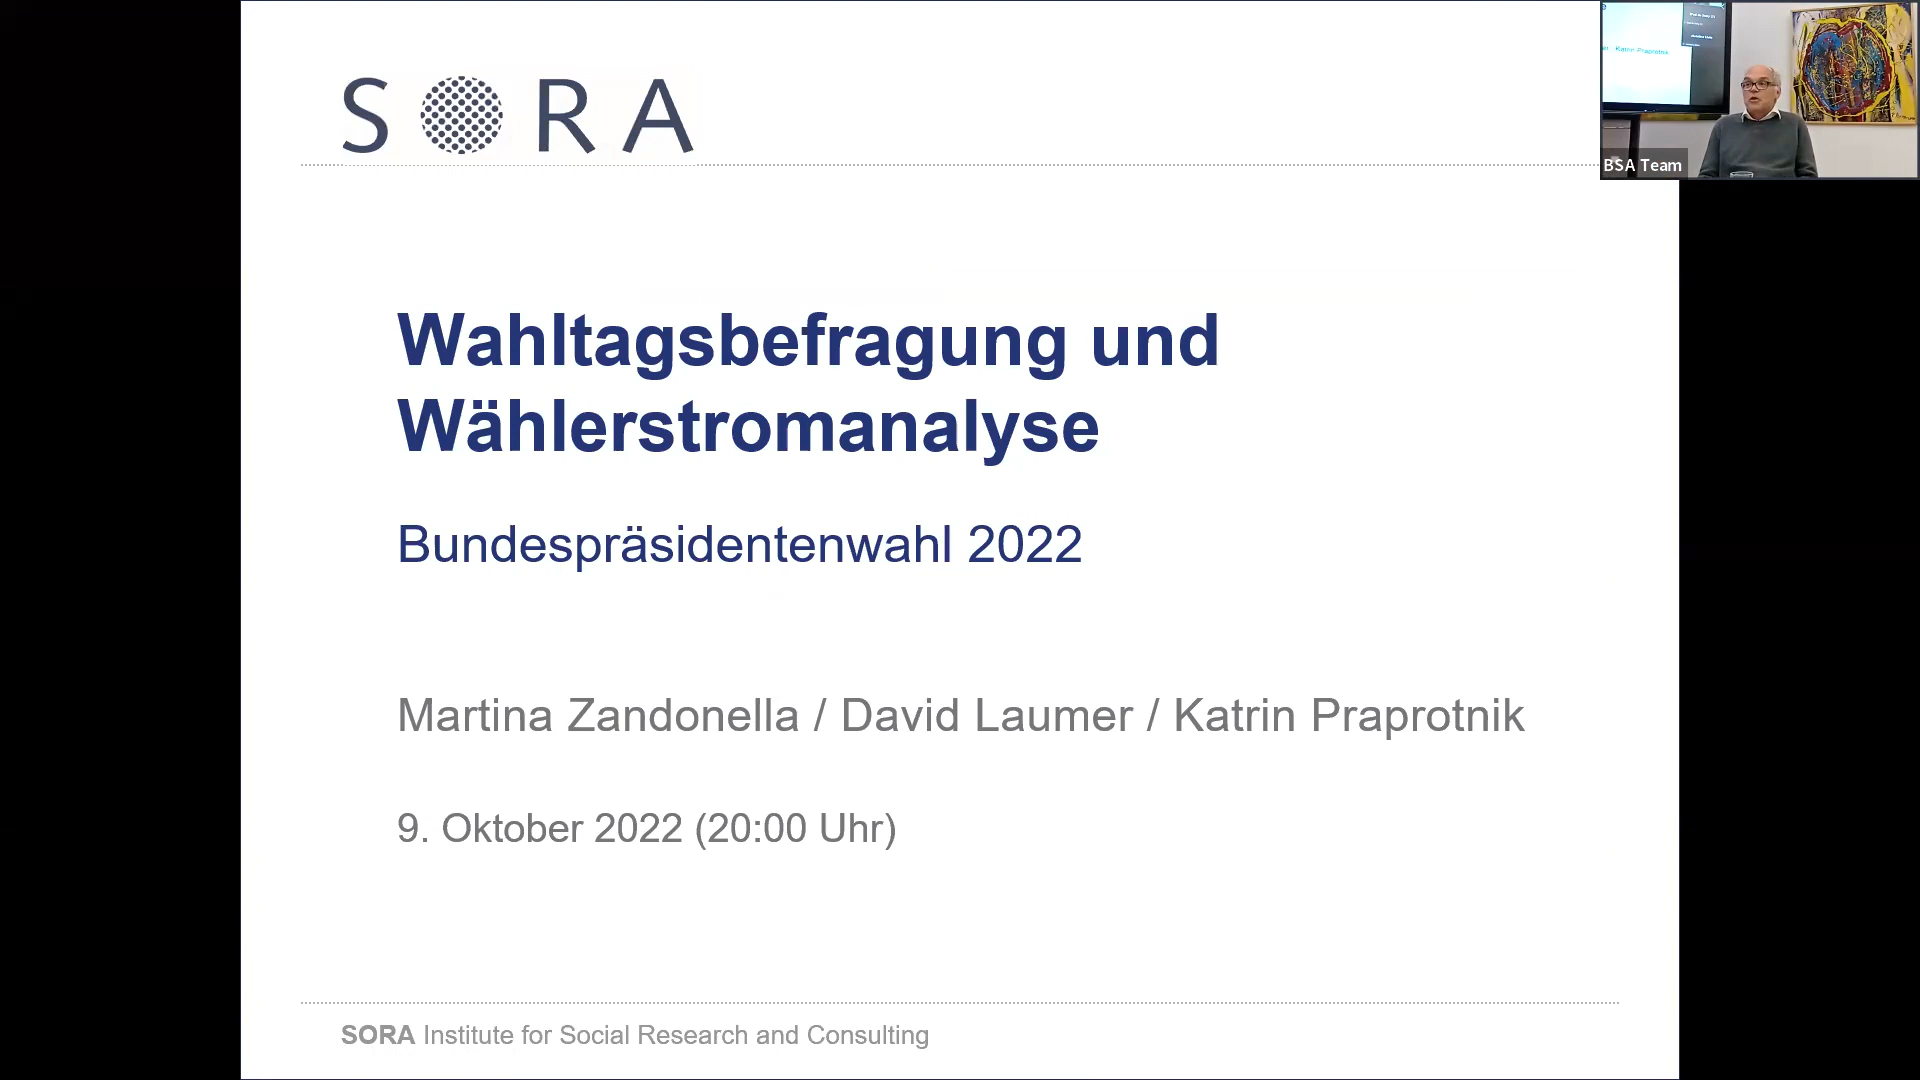 SORA
Wahltagsbefragung und
Wählerstromanalyse
Bundespräsidentenwahl 2022
Martina Zandonella / David Laumer / Katrin Praprotnik
9. Oktober 2022 (20:00 Uhr)
SORA Institute for Social Research and Consulting
BSA Team
Katrin Praprotnik